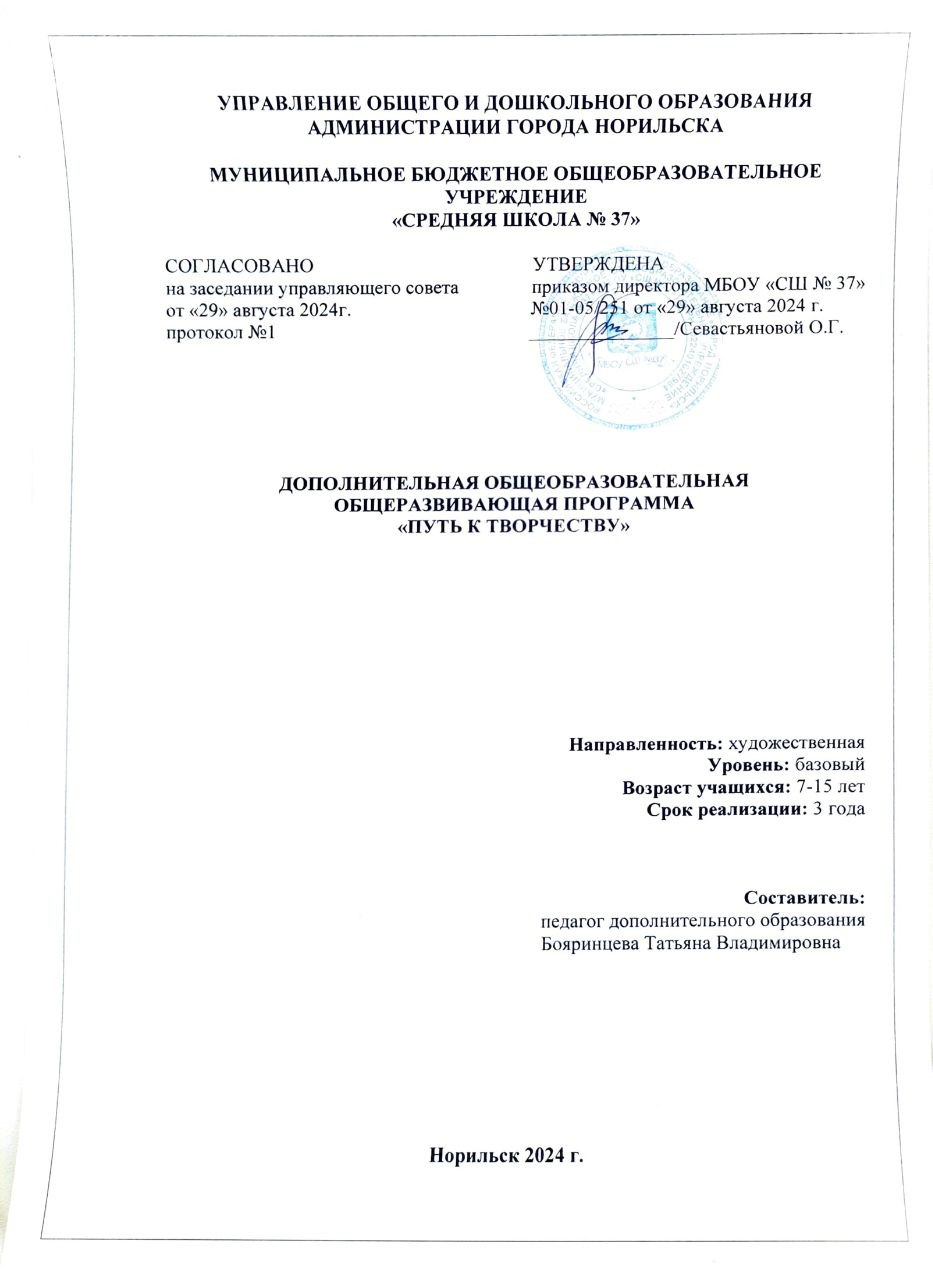 УПРАВЛЕНИЕ ОБЩЕГО И ДОШКОЛЬНОГО ОБРАЗОВАНИЯ
АДМИНИСТРАЦИИ ГОРОДА НОРИЛЬСКА
МУНИЦИПАЛЬНОЕ БЮДЖЕТНОЕ ОБЩЕОБРАЗОВАТЕЛЬНОЕ
УЧРЕЖДЕНИЕ
«СРЕДНЯЯ ШКОЛА № 37»
СОГЛАСОВАНО
на заседании управляющего совета
от «29» августа 2024г.
протокол №1
УТВЕРЖДЕНА
приказом директора МБОУ «СШ № 37»
№01-05/251 от «29» августа 2024 г.
/Севастьяновой О.Г.
ДОПОЛНИТЕЛЬНАЯ ОБЩЕОБРАЗОВАТЕЛЬНАЯ
ОБЩЕРАЗВИВАЮЩАЯ ПРОГРАММА
«ПУТЬ К ТВОРЧЕСТВУ»
Направленность: художественная
Уровень: базовый
Возраст учащихся: 7-15 лет
Срок реализации: 3 года
Составитель:
педагог дополнительного образования
Бояринцева Татьяна Владимировна
Норильск 2024 г.